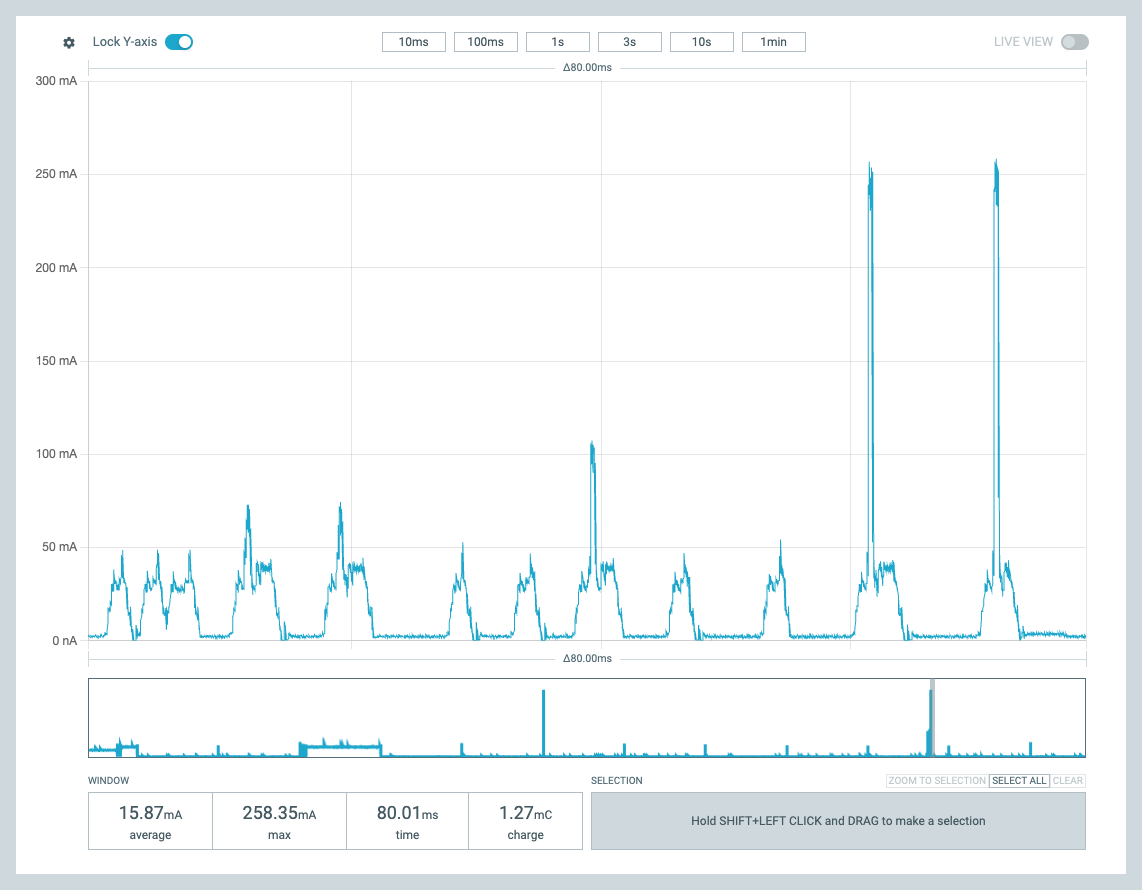 Lock Y-axis 10ms 100ms 1s 3s 10s 1min LIVE VIEW
Δ80.00ms
300 mA
250 mA
200 mA
150 mA
100 mA
50 mA
0 nA
Δ80.00ms
WINDOW
15.87mA 258.35mA 80.01ms 1.27mC
average max time charge
SELECTION ZOOM TO SELECTION SELECT ALL CLEAR
Hold SHIFT+LEFT CLICK and DRAG to make a selection